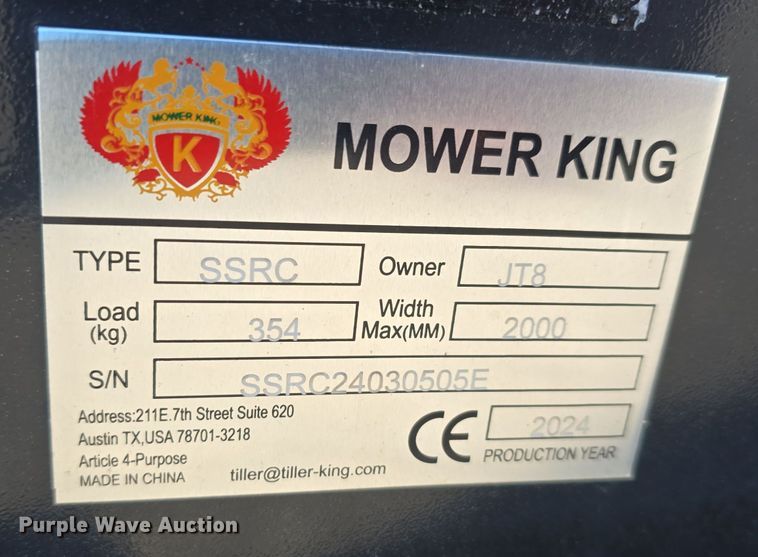 MOWER KING
K
MOWER KING
TYPE SSRC Owner JT8
Load (kg) 354 Width Max(MM) 2000
S/N SSRC24030505E
Address:211E.7th Street Suite 620
Austin TX,USA 78701-3218
Article 4-Purpose
MADE IN CHINA
tiller@tiller-king.com
CE 2024
PRODUCTION YEAR
Purple Wave Auction